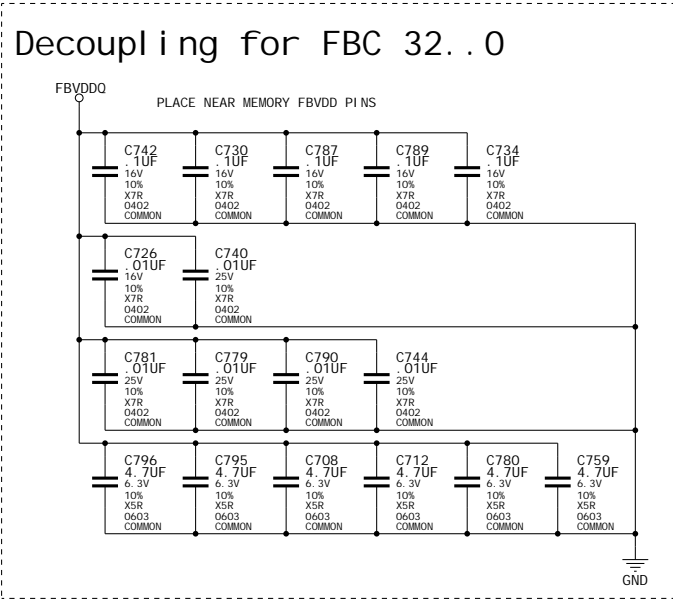 Decoupling for FBC 32..0
FBVDDQ
PLACE NEAR MEMORY FBVDD PINS
C742
.1UF
16V
10%
X7R
0402
COMMON
C730
.1UF
16V
10%
X7R
0402
COMMON
C787
.1UF
16V
10%
X7R
0402
COMMON
C789
.1UF
16V
10%
X7R
0402
COMMON
C734
.1UF
16V
10%
X7R
0402
COMMON
C726
.01UF
16V
10%
X7R
0402
COMMON
C740
.01UF
25V
10%
X7R
0402
COMMON
C781
.01UF
25V
10%
X7R
0402
COMMON
C779
.01UF
25V
10%
X7R
0402
COMMON
C790
.01UF
25V
10%
X7R
0402
COMMON
C744
.01UF
25V
10%
X7R
0402
COMMON
C796
4.7UF
6.3V
10%
X5R
0603
COMMON
C795
4.7UF
6.3V
10%
X5R
0603
COMMON
C708
4.7UF
6.3V
10%
X5R
0603
COMMON
C712
4.7UF
6.3V
10%
X5R
0603
COMMON
C780
4.7UF
6.3V
10%
X5R
0603
COMMON
C759
4.7UF
6.3V
10%
X5R
0603
COMMON
GND